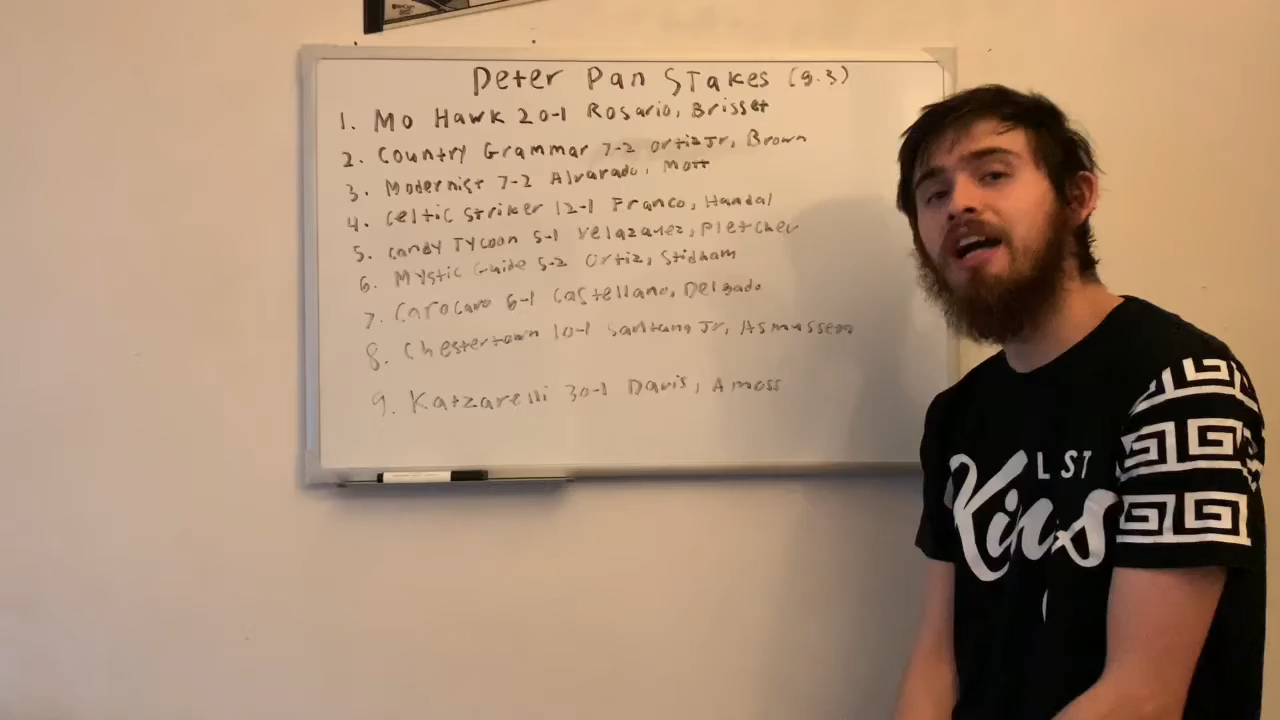 Peter Pan Stakes (g.3)
1. Mo Hawk 20-1 Rosario, Brisset
2. Country Grammar 7-2 Ortiz Jr, Brown
3. Modernist 7-2 Alvarado, Mott
4. Celtic Striker 12-1 Franco, Handal
5. Candy Tycoon 5-1 Velazquez, Pletcher
6. Mystic Guide 5-2 Ortiz, Stidham
7. Caracaro 6-1 Castellano, Delgado
8. Chestertown 10-1 Santana Jr, Asmussen
9. Katzarelli 30-1 Davis, Amoss
LST
Kings